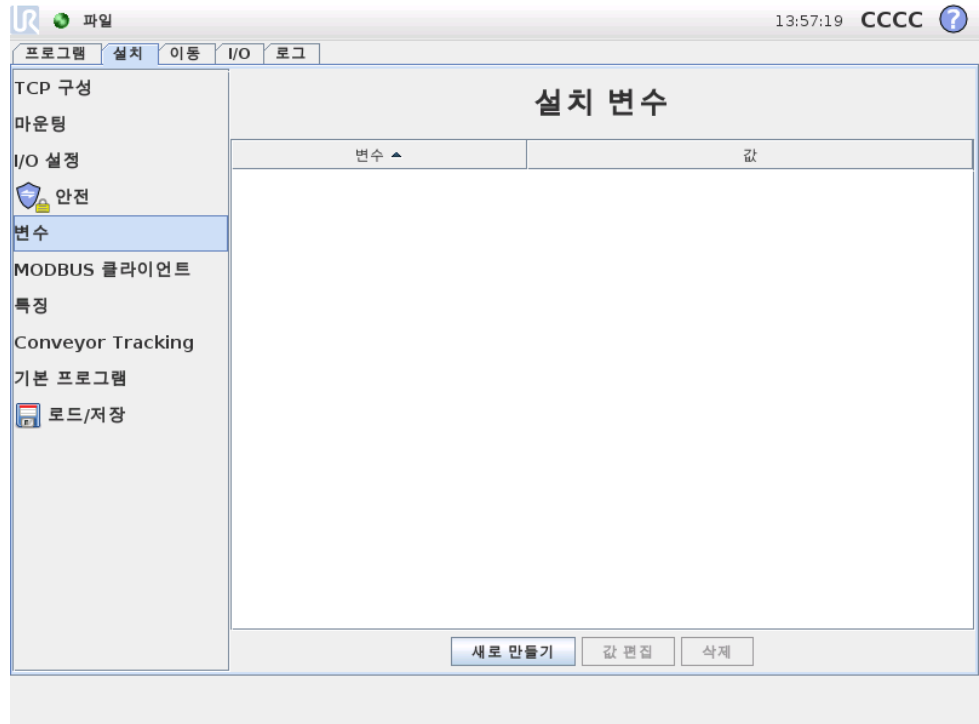 UR 파일 13:57:19 CCCC ?
프로그램 설치 이동 I/O 로그
TCP 구성
마운팅
I/O 설정
안전
변수
MODBUS 클라이언트
특징
Conveyor Tracking
기본 프로그램
로드/저장
설치 변수
변수 값
새로 만들기 값 편집 삭제